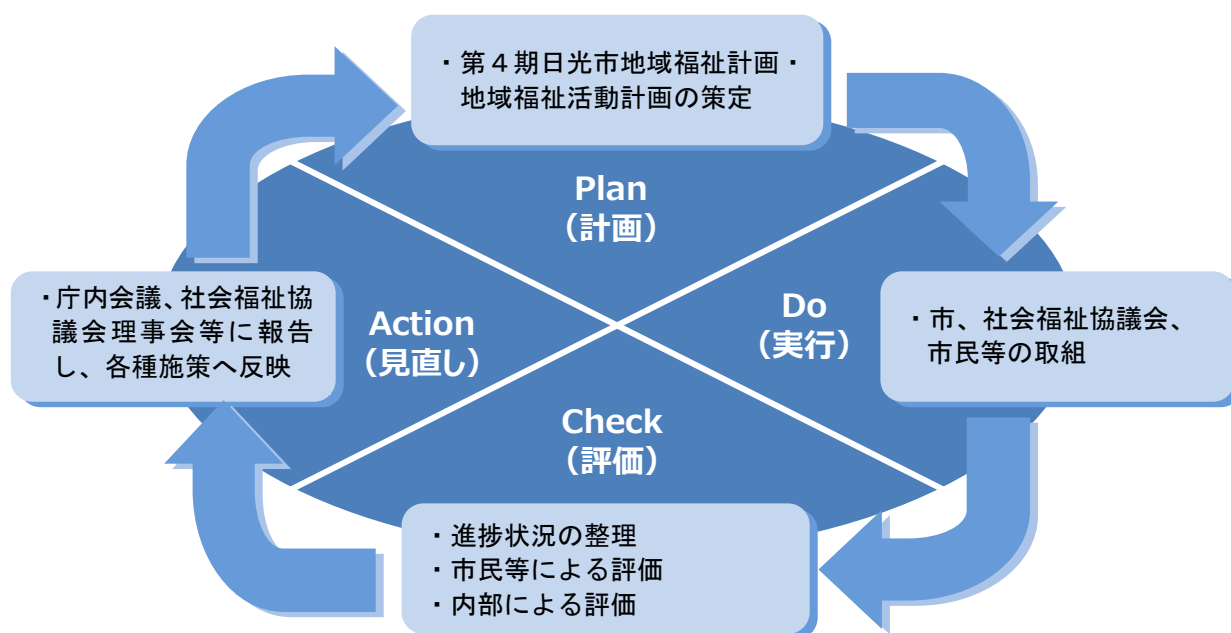 ・第４期日光市地域福祉計画・
地域福祉活動計画の策定
Plan
（計画）
・市、社会福祉協議会、
市民等の取組
Do
（実行）
・庁内会議、社会福祉協
議会理事会等に報告
し、各種施策へ反映
Action
（見直し）
Check
（評価）
・進捗状況の整理
・市民等による評価
・内部による評価